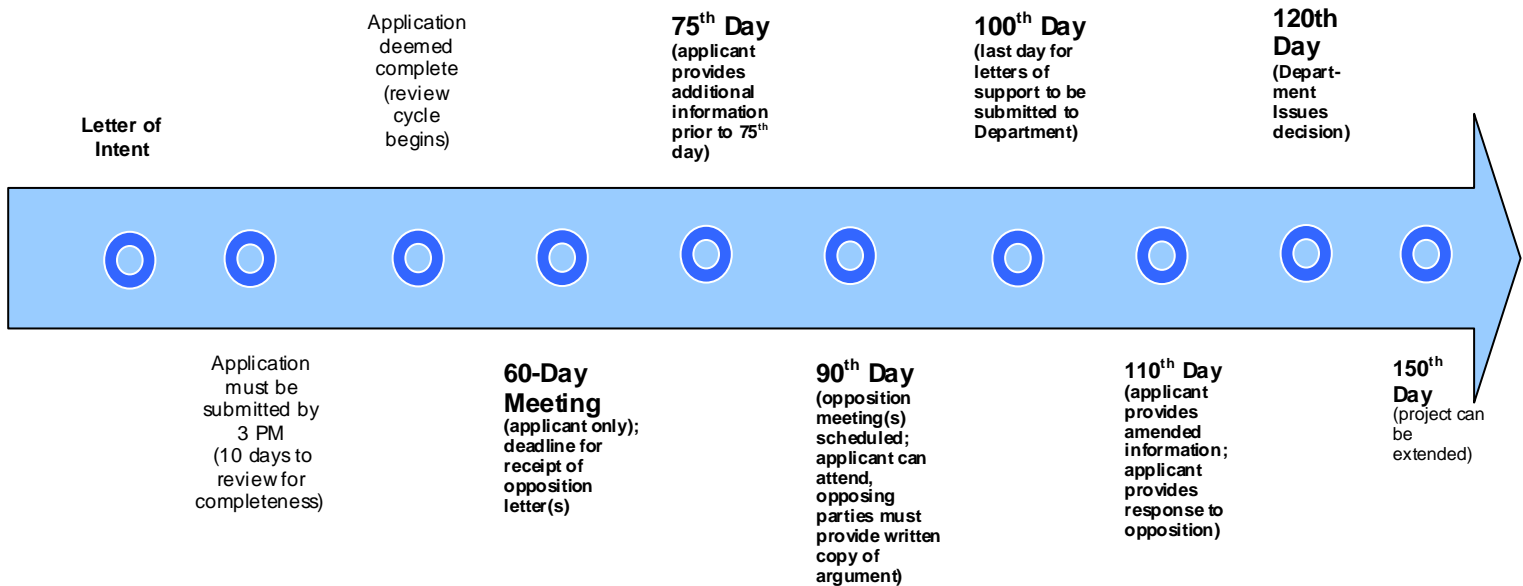 Letter of
Intent
Application
must be
submitted by
3 PM
(10 days to
review for
completeness)
Application
deemed
complete
(review
cycle
begins)
60-Day
Meeting
(applicant only);
deadline for
receipt of
opposition
letter(s)
75th Day
(applicant
provides
additional
information
prior to 75th
day)
90th Day
(opposition
meeting(s)
scheduled;
applicant can
attend,
opposing
parties must
provide written
copy of
argument)
100th Day
(last day for
letters of
support to be
submitted to
Department)
110th Day
(applicant
provides
amended
information;
applicant
provides
response to
opposition)
120th
Day
(Depart-
ment
Issues
decision)
150th
Day
(project can
be
extended)